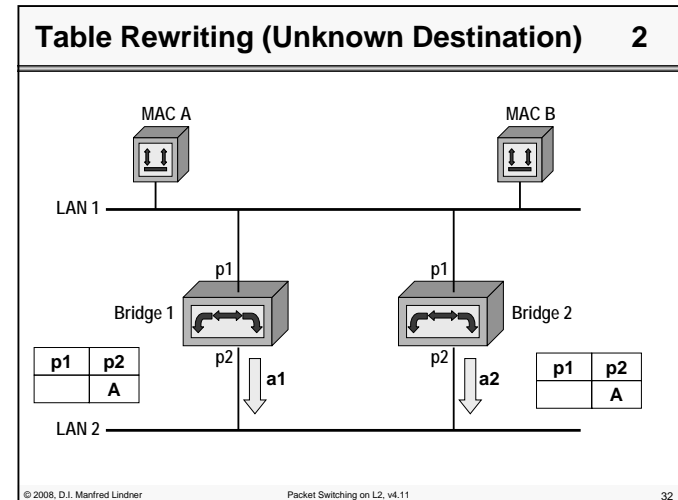 Table Rewriting (Unknown Destination) 2
MAC A
MAC B
LAN 1
p1
p1
Bridge 1
Bridge 2
p2
p2
a1
a2
p1 p2
A
p1 p2
A
LAN 2
© 2008, D.I. Manfred Lindner
Packet Switching on L2, v4.11
32